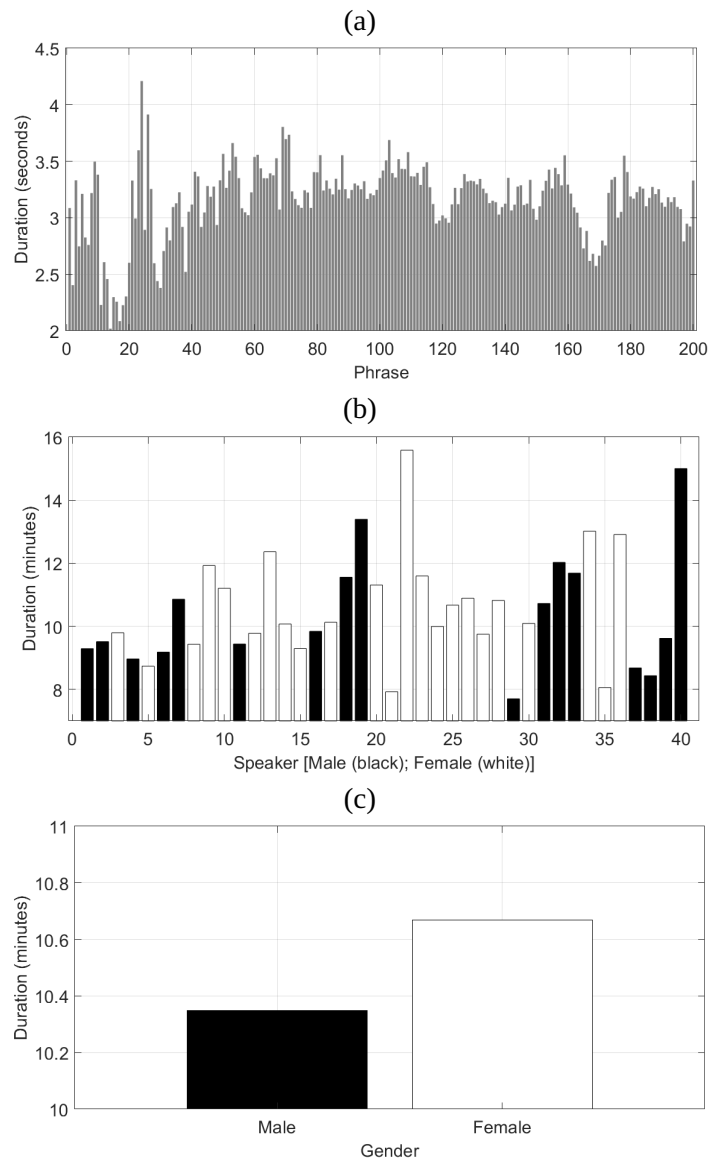 (a)
4.5
4
3.5
3
2.5
2
Duration (seconds)
0 20 40 60 80 100 120 140 160 180 200
Phrase
(b)
16
14
12
10
8
Duration (minutes)
0 5 10 15 20 25 30 35 40
Speaker [Male (black); Female (white)]
(c)
11
10.8
10.6
10.4
10.2
10
Duration (minutes)
Male Female
Gender